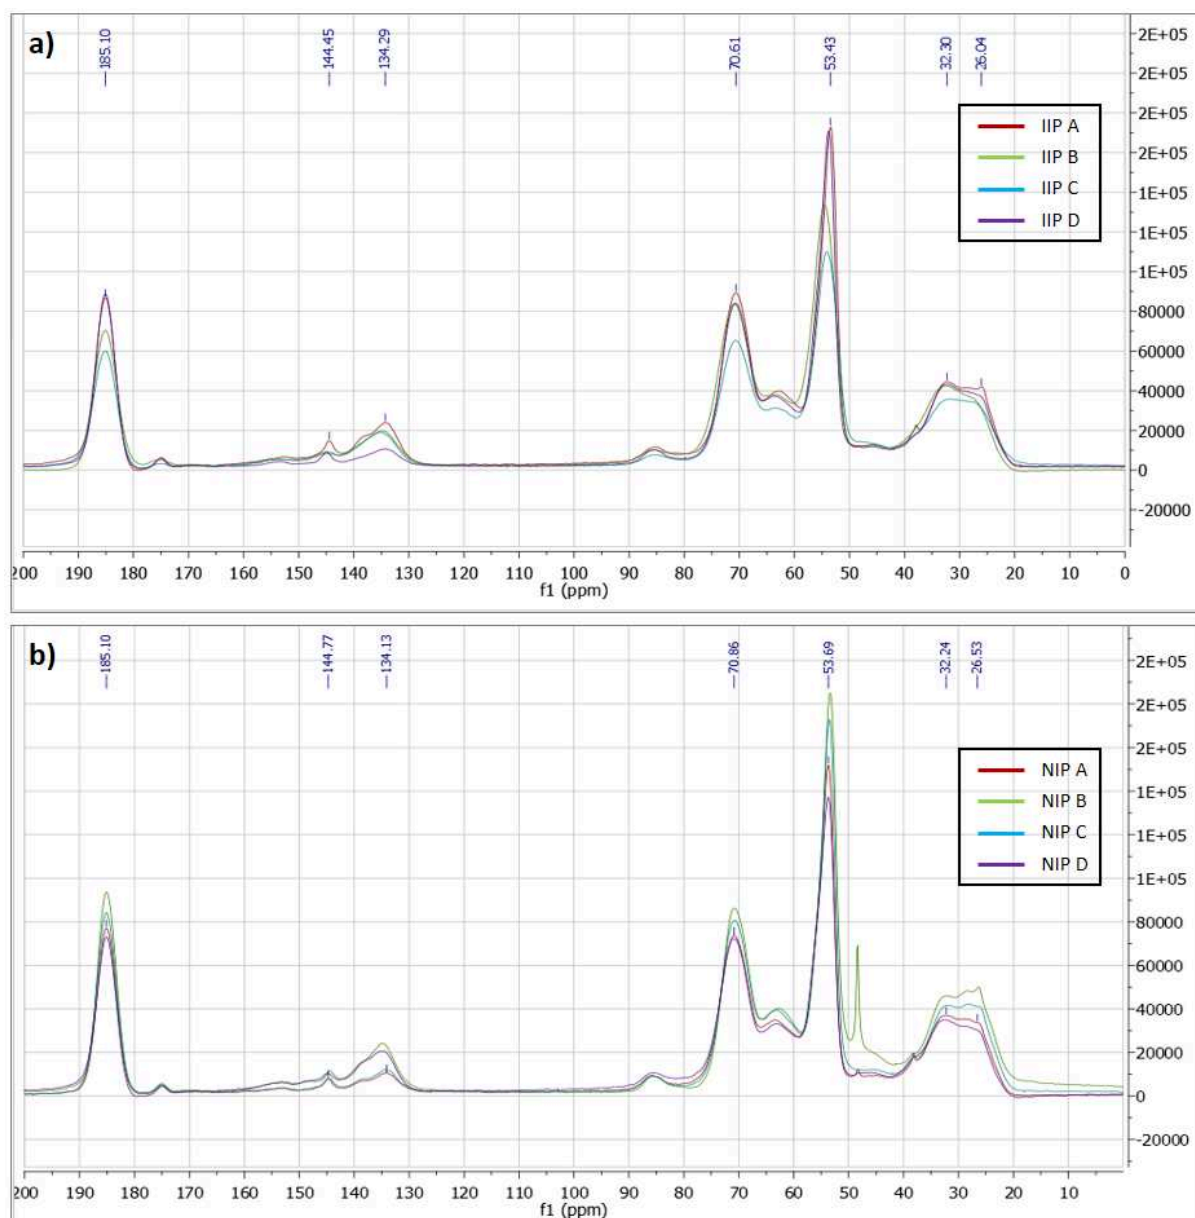 a)
185.10 144.45 134.29 70.61 53.43 32.30 26.04
2E+05
2E+05
2E+05
2E+05
1E+05
1E+05
1E+05
80000
60000
40000
20000
0
-20000
IIP A
IIP B
IIP C
IIP D
200 190 180 170 160 150 140 130 120 110 100 90 80 70 60 50 40 30 20 10 0
f1 (ppm)
b)
185.10 144.77 134.13 70.86 53.69 32.24 26.53
2E+05
2E+05
2E+05
1E+05
1E+05
1E+05
80000
60000
40000
20000
0
-20000
NIP A
NIP B
NIP C
NIP D
200 190 180 170 160 150 140 130 120 110 100 90 80 70 60 50 40 30 20 10 0
f1 (ppm)